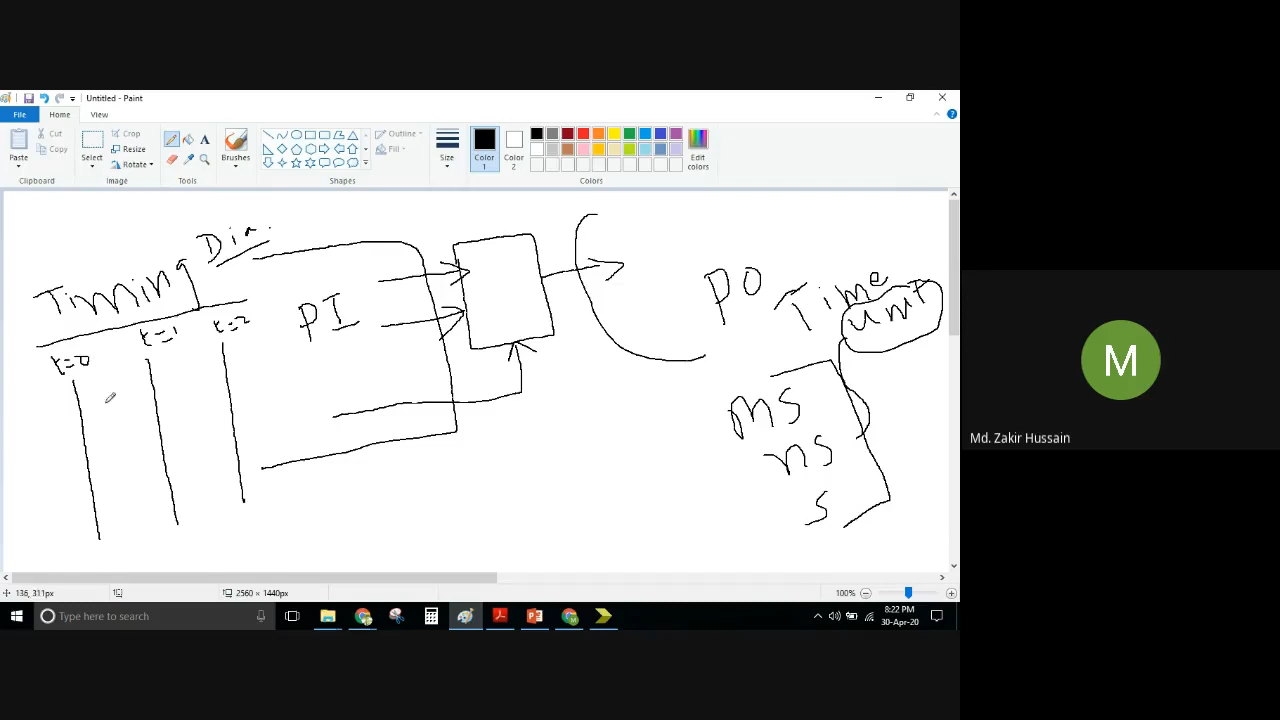 Untitled - Paint
File
Home
View
Paste
Cut
Copy
Clipboard
Select
Crop
Resize
Rotate
Image
Tools
Brushes
Shapes
Outline
Fill
Size
Color 1
Color 2
Edit colors
Colors
Timing Dia.
t=0
t=1
t=2
PI
PO
Time
unit
ms
ns
s
Md. Zakir Hussain
M
136, 311px
2560 × 1440px
100%
Type here to search
8:22 PM
30-Apr-20